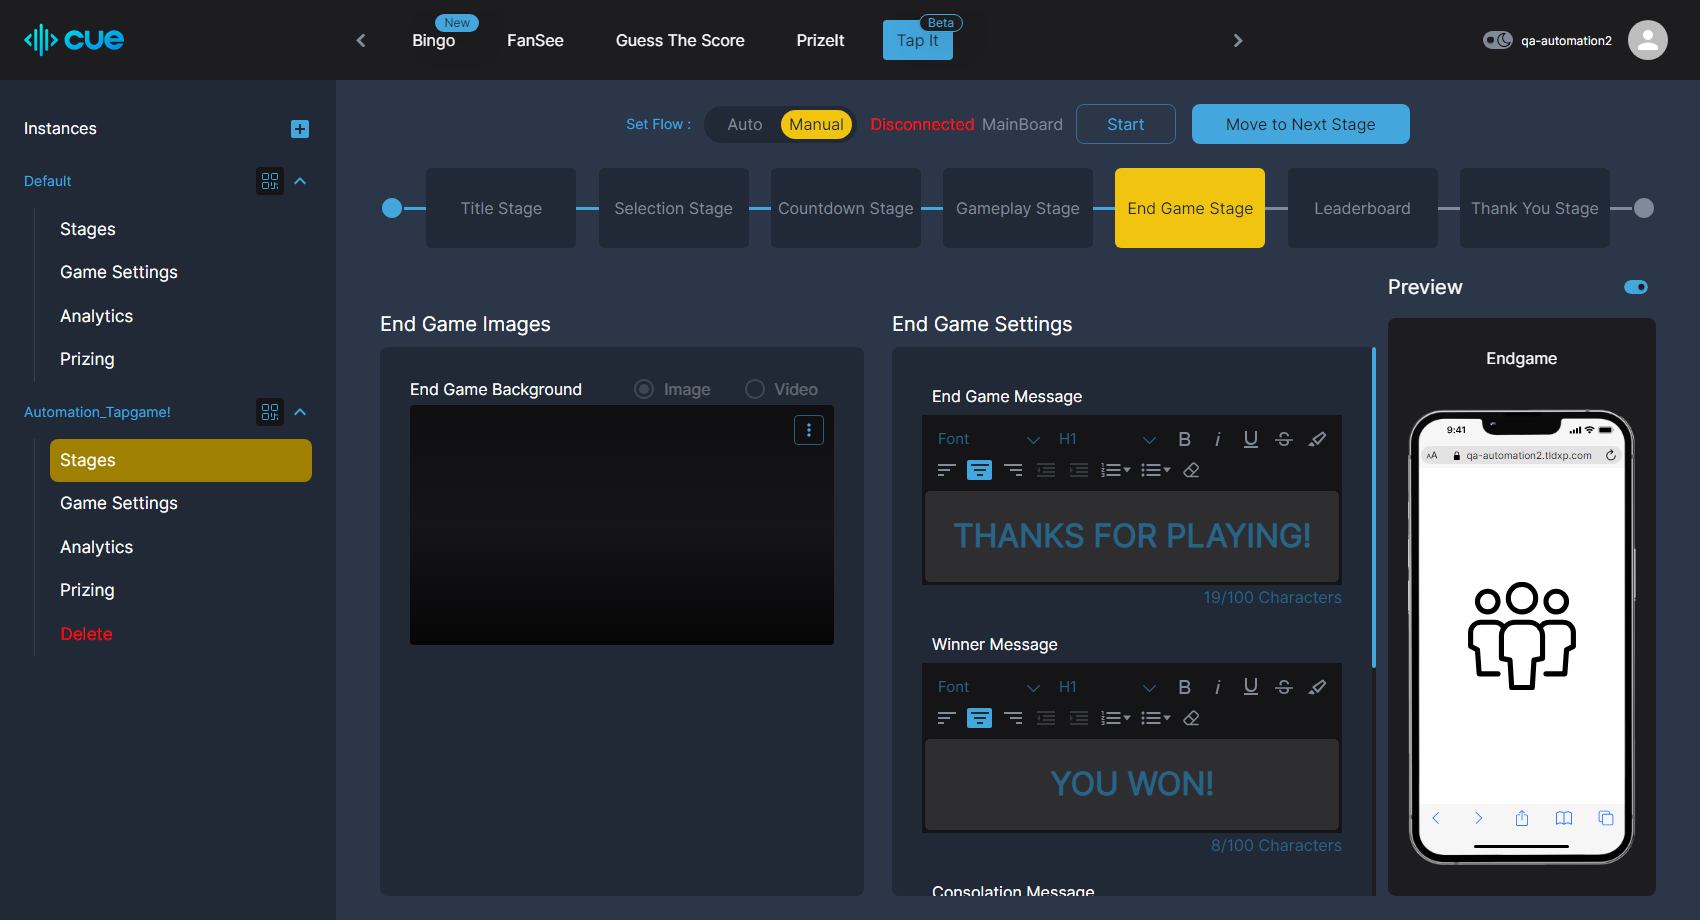 cue
New
Bingo
FanSee
Guess The Score
PrizeIt
Beta
Tap It
qa-automation2
Instances
Default
Stages
Game Settings
Analytics
Prizing
Automation_Tapgame!
Stages
Game Settings
Analytics
Prizing
Delete
Set Flow :
Auto
Manual
Disconnected MainBoard
Start
Move to Next Stage
Title Stage
Selection Stage
Countdown Stage
Gameplay Stage
End Game Stage
Leaderboard
Thank You Stage
End Game Images
End Game Background
Image
Video
End Game Settings
End Game Message
Font
H1
B
i
U
S
THANKS FOR PLAYING!
19/100 Characters
Winner Message
Font
H1
B
i
U
S
YOU WON!
8/100 Characters
Consolation Message
Preview
Endgame
9:41
AA
qa-automation2.tldxp.com